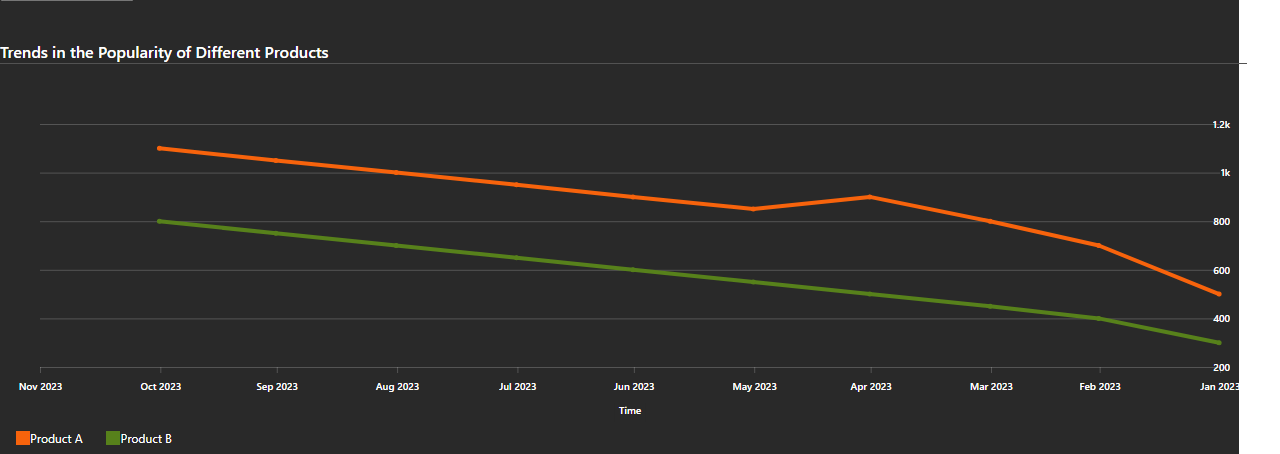 Trends in the Popularity of Different Products
1.2k
1k
800
600
400
200
Nov 2023 Oct 2023 Sep 2023 Aug 2023 Jul 2023 Jun 2023 May 2023 Apr 2023 Mar 2023 Feb 2023 Jan 2023
Time
Product A Product B